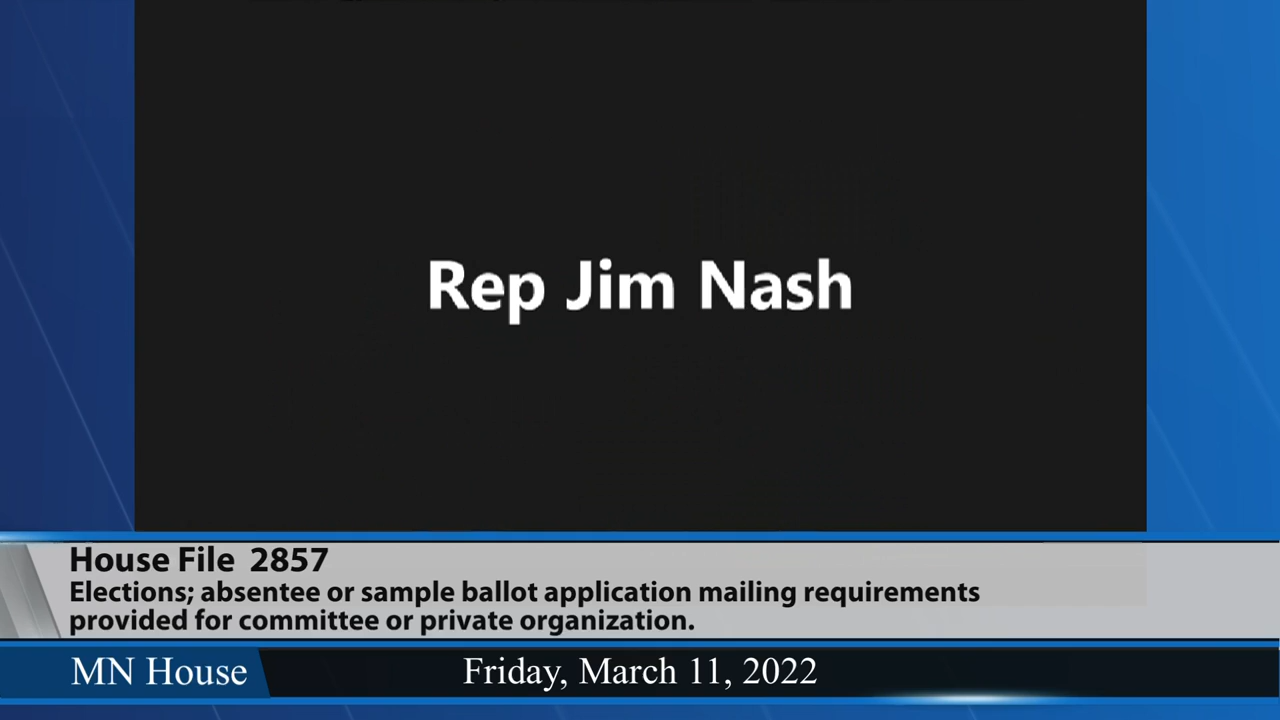 Rep Jim Nash
House File 2857
Elections; absentee or sample ballot application mailing requirements
provided for committee or private organization.
MN House
Friday, March 11, 2022